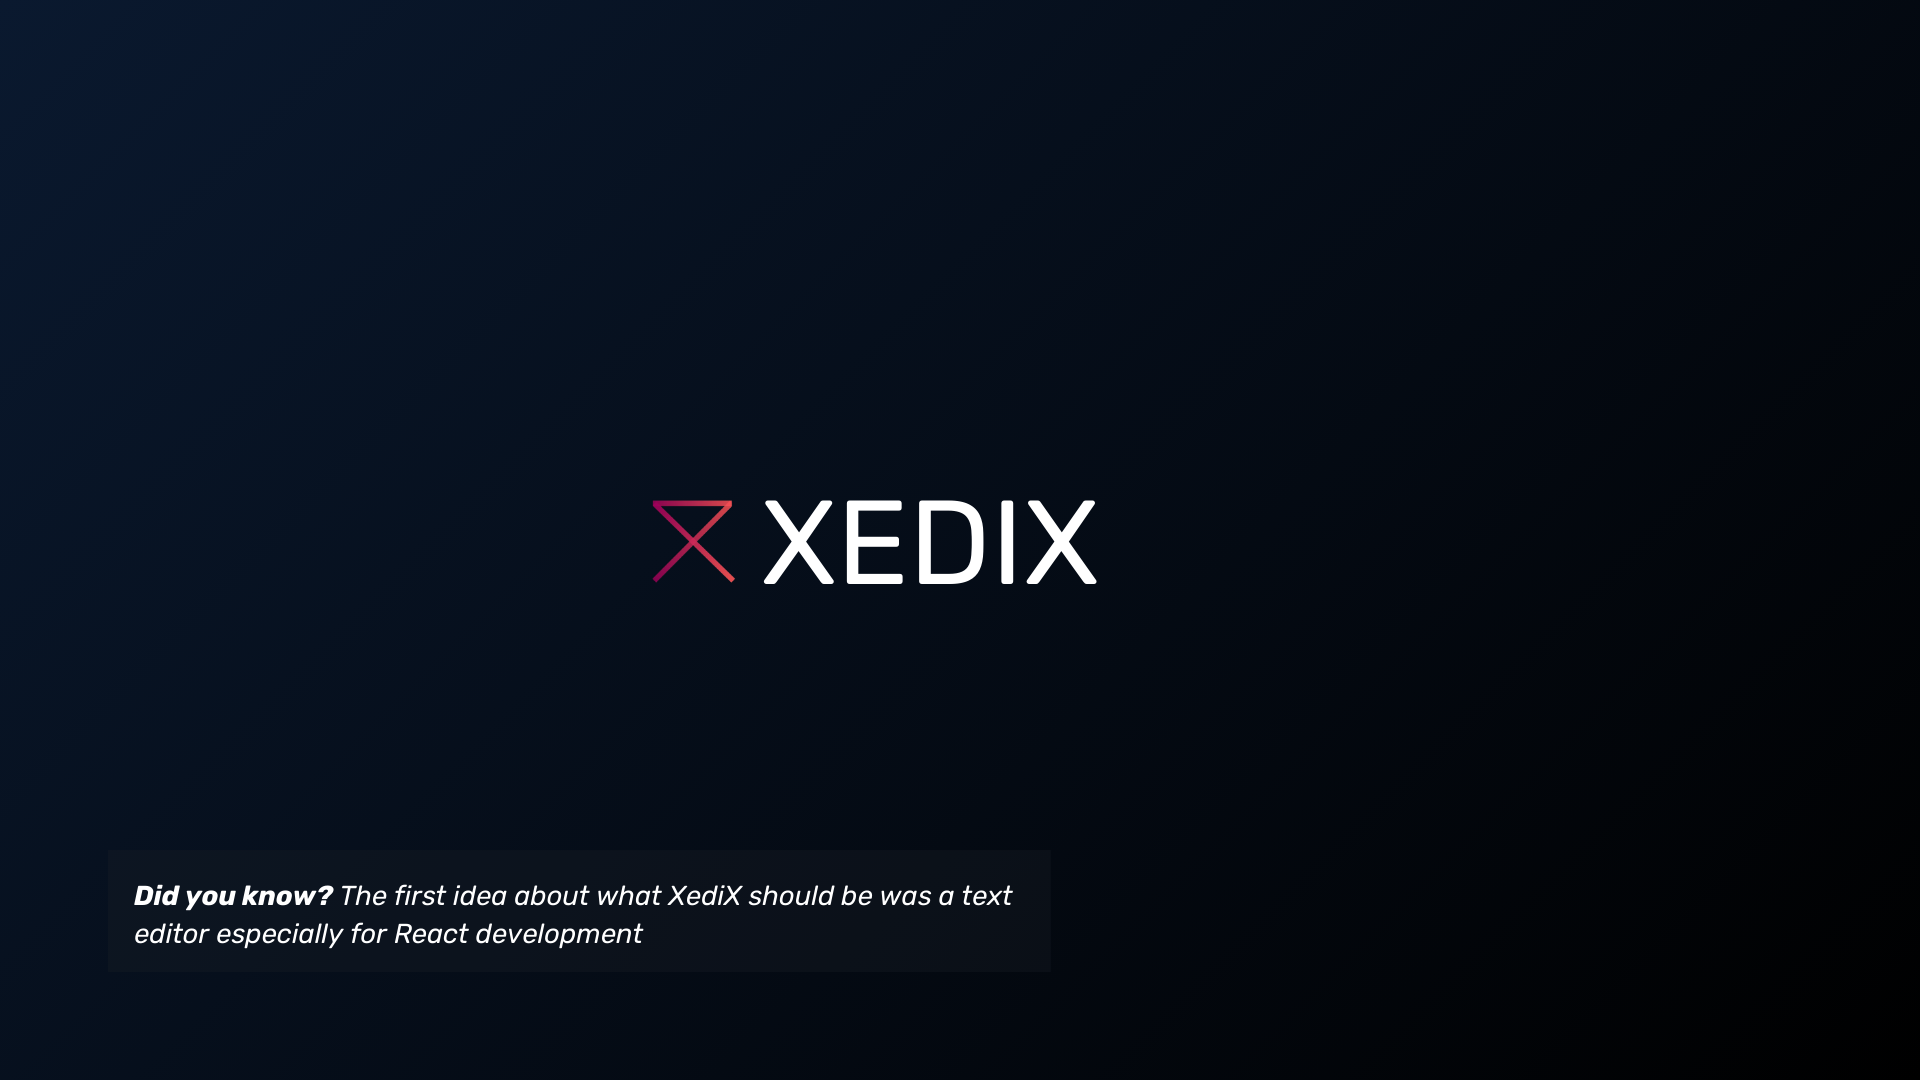 XEDIX
Did you know? The first idea about what XediX should be was a text
editor especially for React development